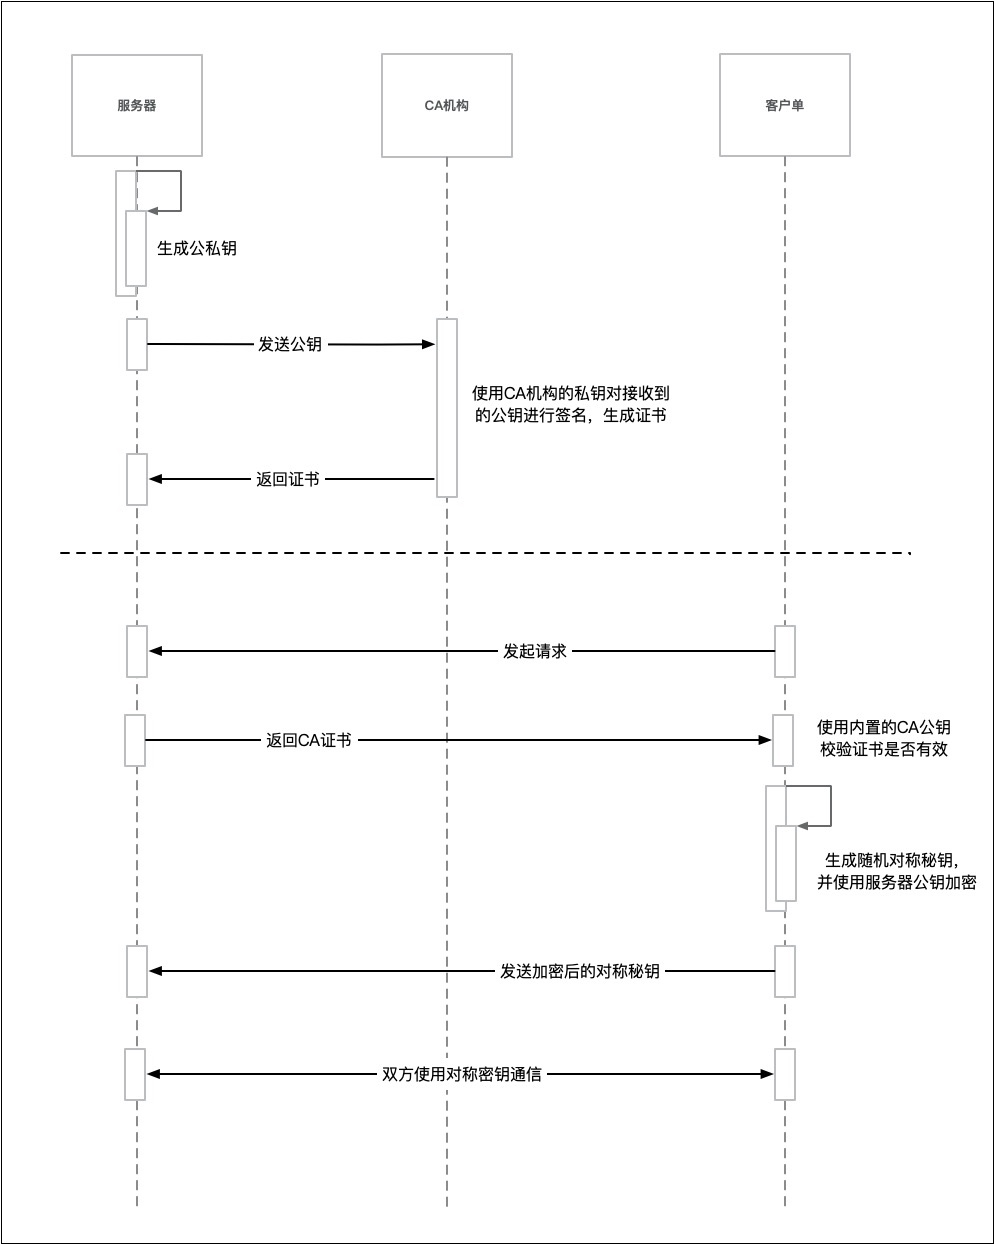 服务器
CA机构
客户单
生成公私钥
发送公钥
使用CA机构的私钥对接收到
的公钥进行签名，生成证书
返回证书
发起请求
返回CA证书
使用内置的CA公钥
校验证书是否有效
生成随机对称秘钥，
并使用服务器公钥加密
发送加密后的对称秘钥
双方使用对称密钥通信